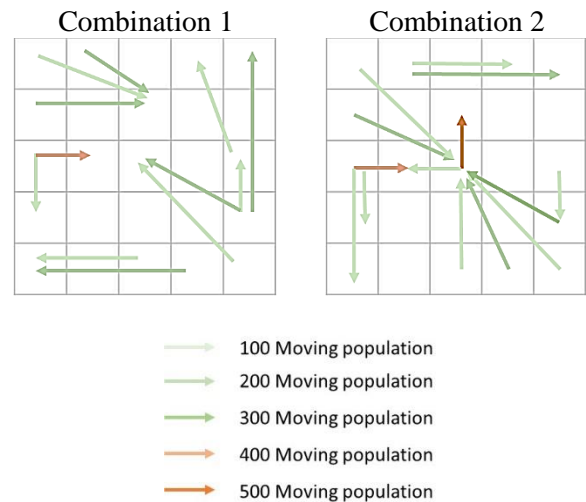 Combination 1
Combination 2
100 Moving population
200 Moving population
300 Moving population
400 Moving population
500 Moving population